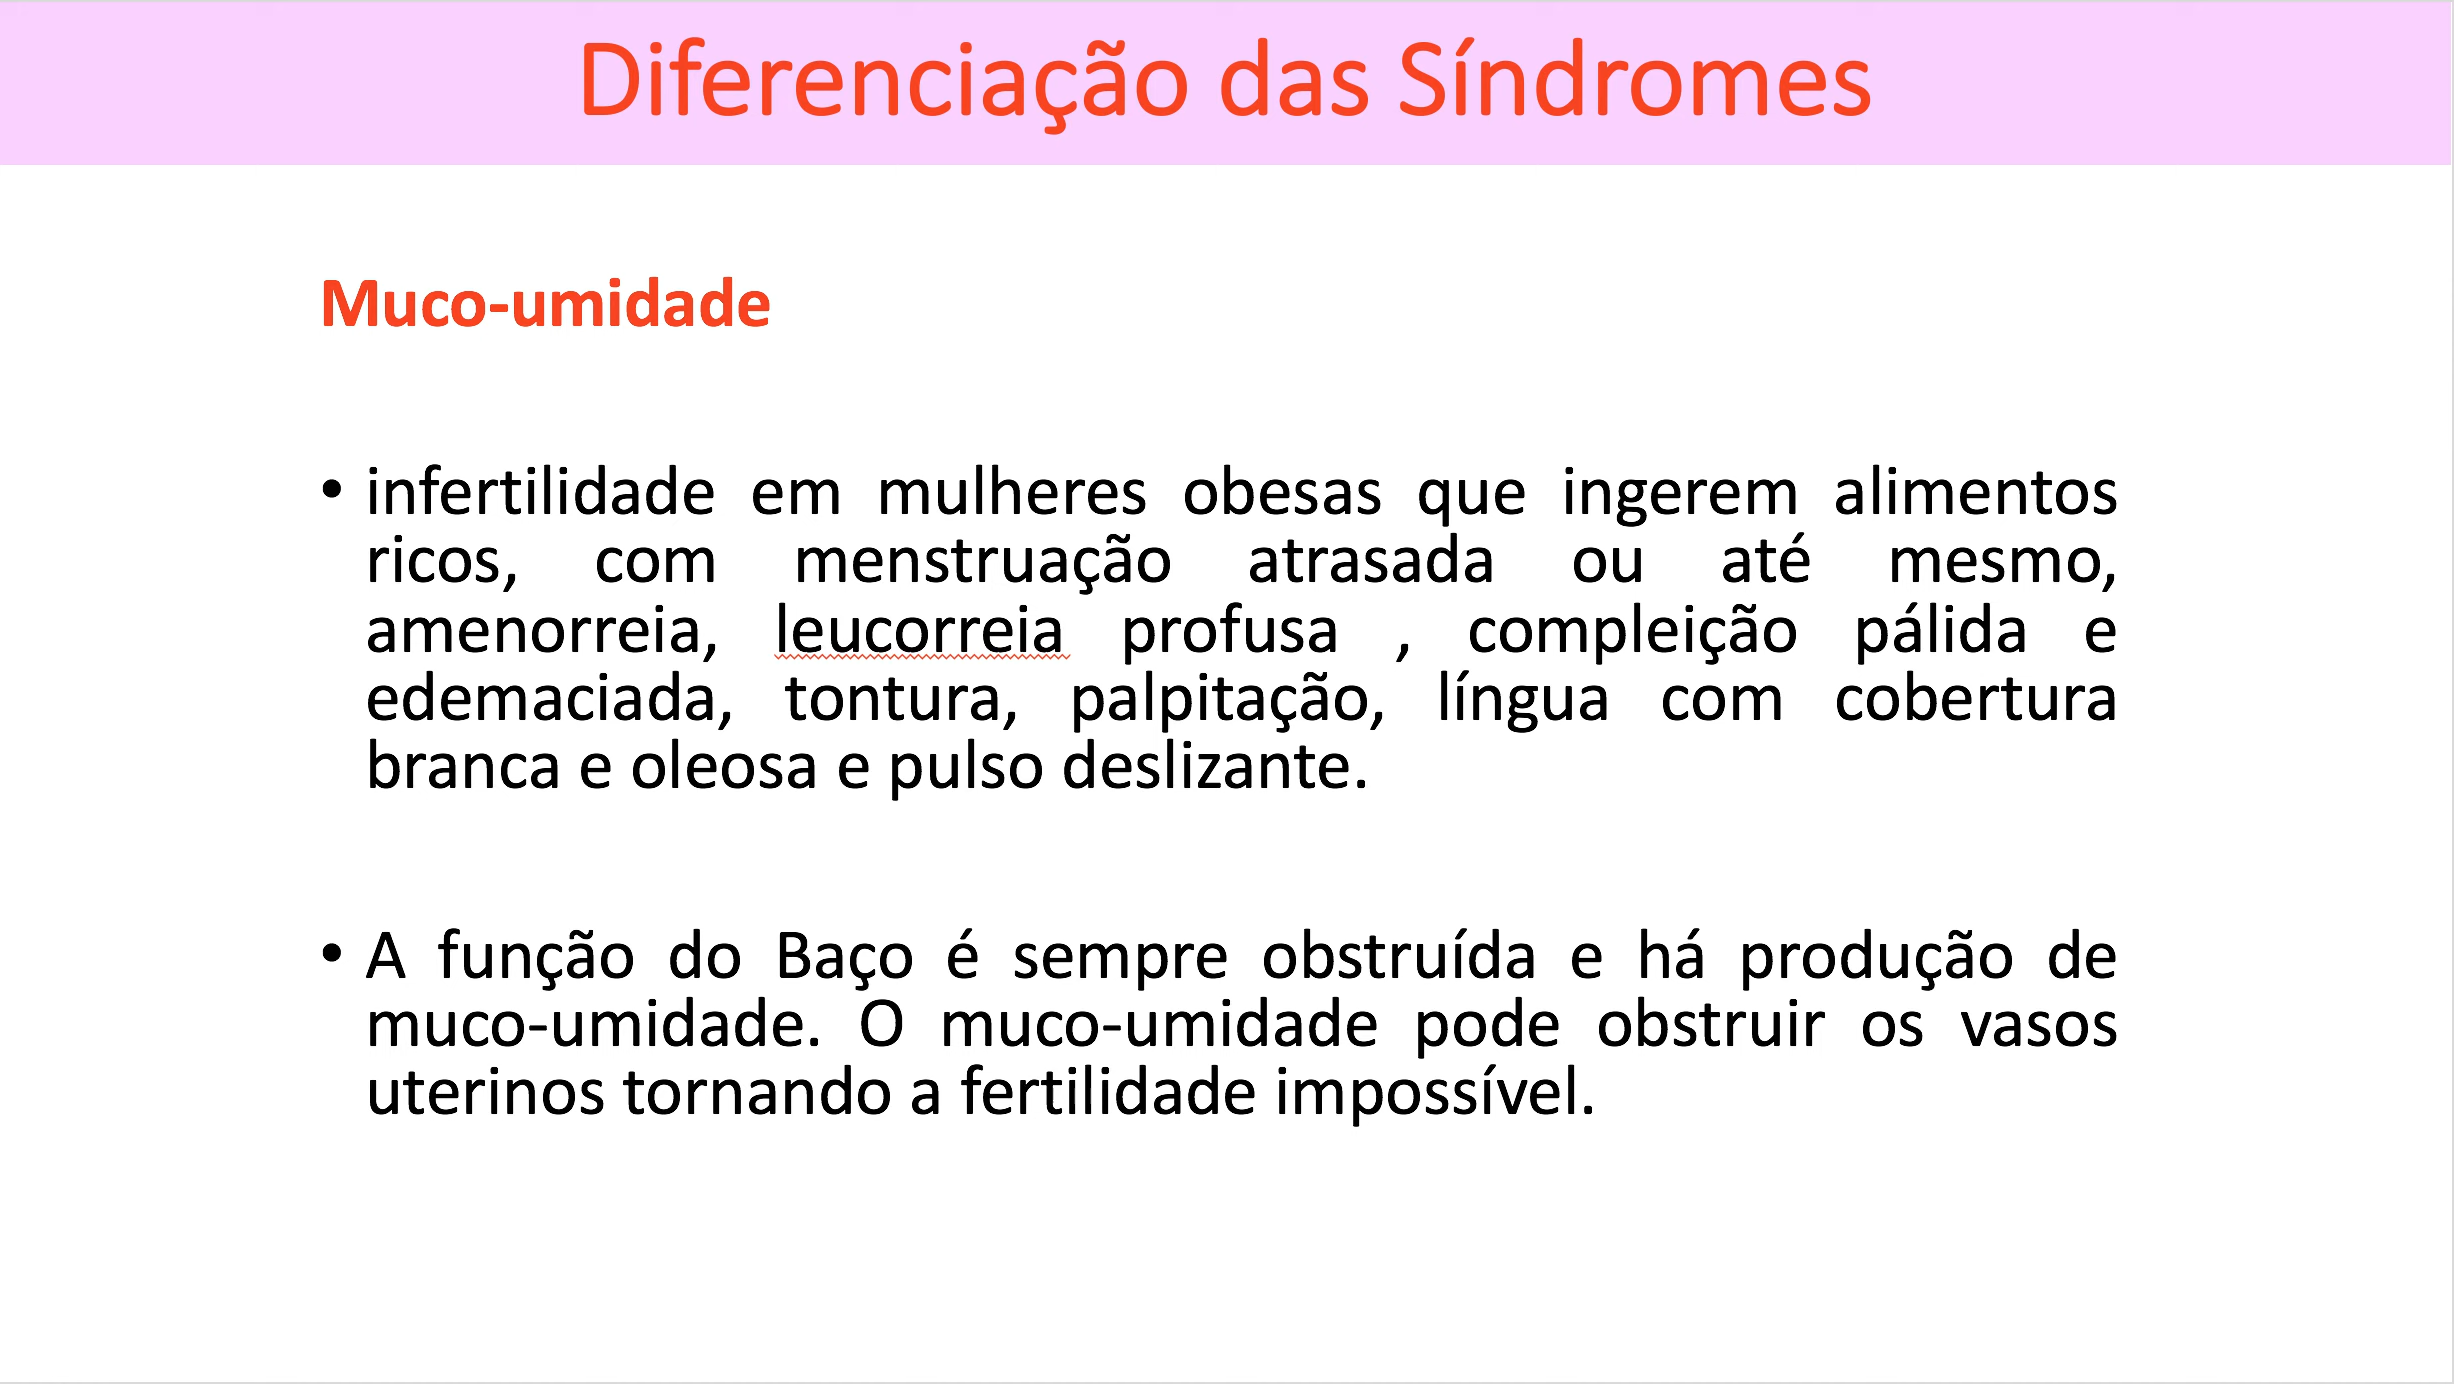 Diferenciação das Síndromes
Muco-umidade
• infertilidade em mulheres obesas que ingerem alimentos
ricos, com menstruação atrasada ou até mesmo,
amenorreia, leucorreia profusa , compleição pálida e
edemaciada, tontura, palpitação, língua com cobertura
branca e oleosa e pulso deslizante.
• A função do Baço é sempre obstruída e há produção de
muco-umidade. O muco-umidade pode obstruir os vasos
uterinos tornando a fertilidade impossível.